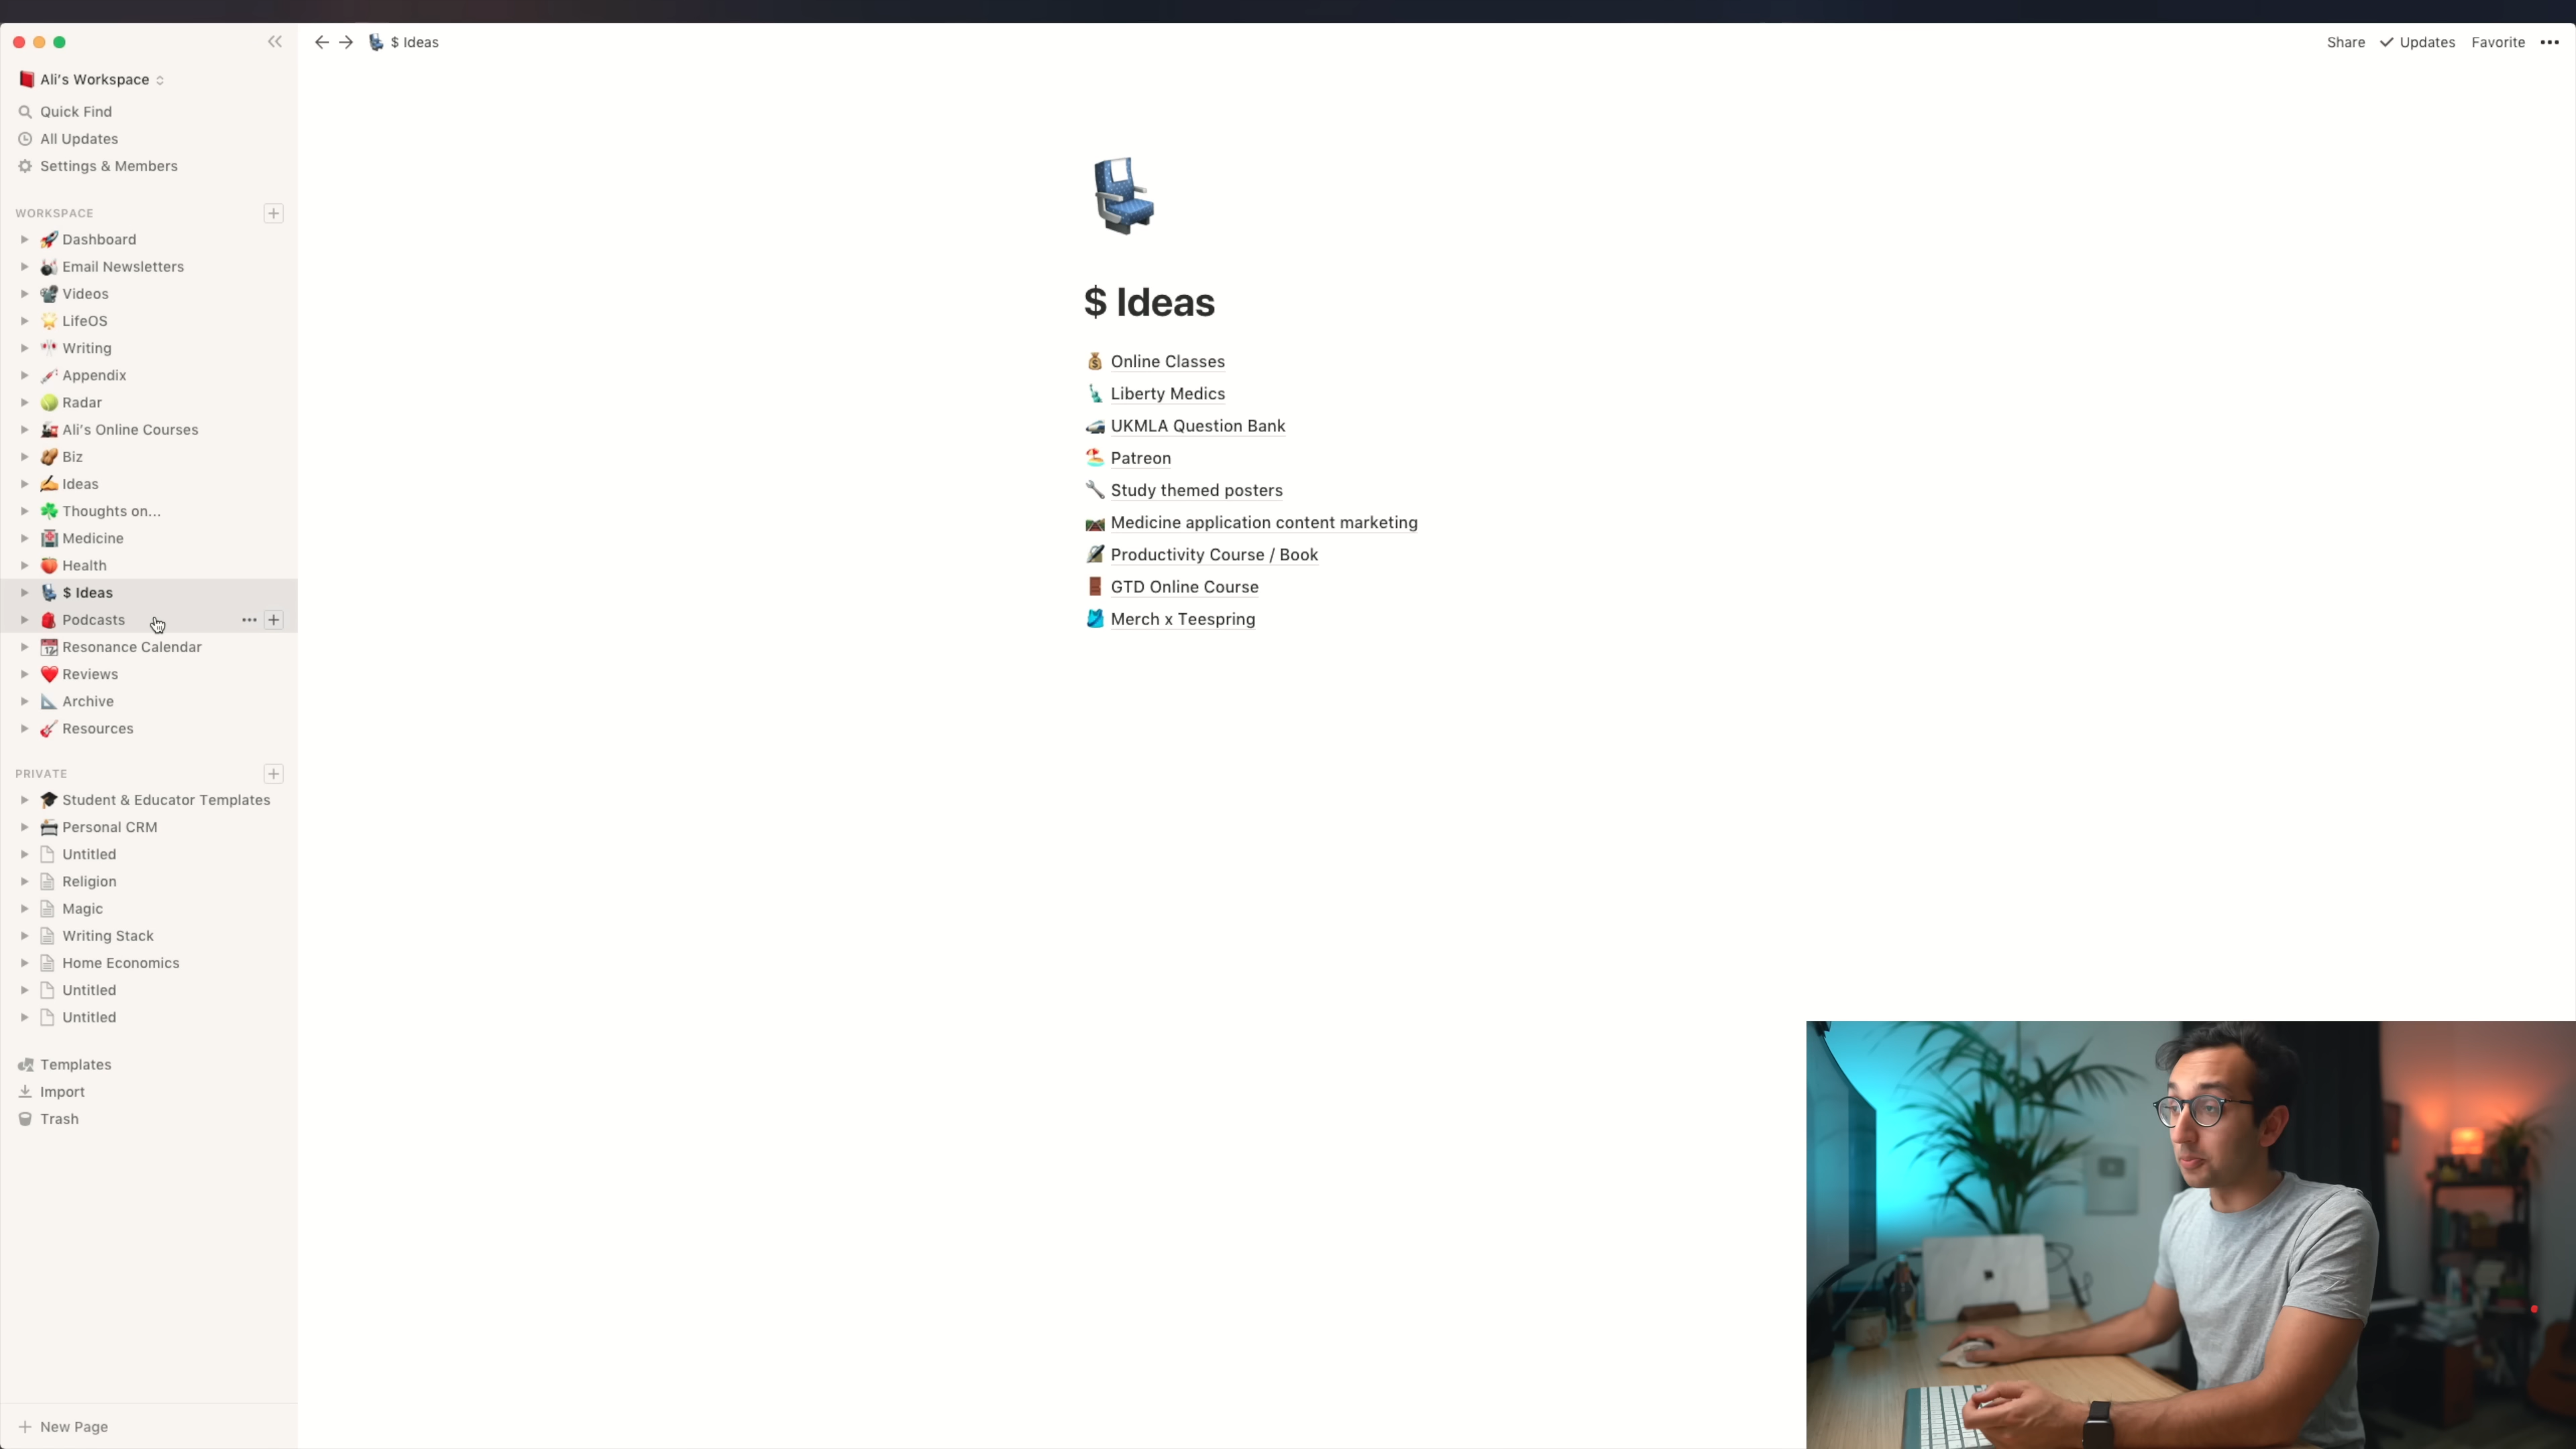 $ Ideas
Share
Updates
Favorite
Ali's Workspace
Quick Find
All Updates
Settings & Members
WORKSPACE
Dashboard
Email Newsletters
Videos
LifeOS
Writing
Appendix
Radar
Ali's Online Courses
Biz
Ideas
Thoughts on...
Medicine
Health
$ Ideas
Podcasts
Resonance Calendar
Reviews
Archive
Resources
PRIVATE
Student & Educator Templates
Personal CRM
Untitled
Religion
Magic
Writing Stack
Home Economics
Untitled
Untitled
Templates
Import
Trash
New Page
$ Ideas
Online Classes
Liberty Medics
UKMLA Question Bank
Patreon
Study themed posters
Medicine application content marketing
Productivity Course / Book
GTD Online Course
Merch x Teespring